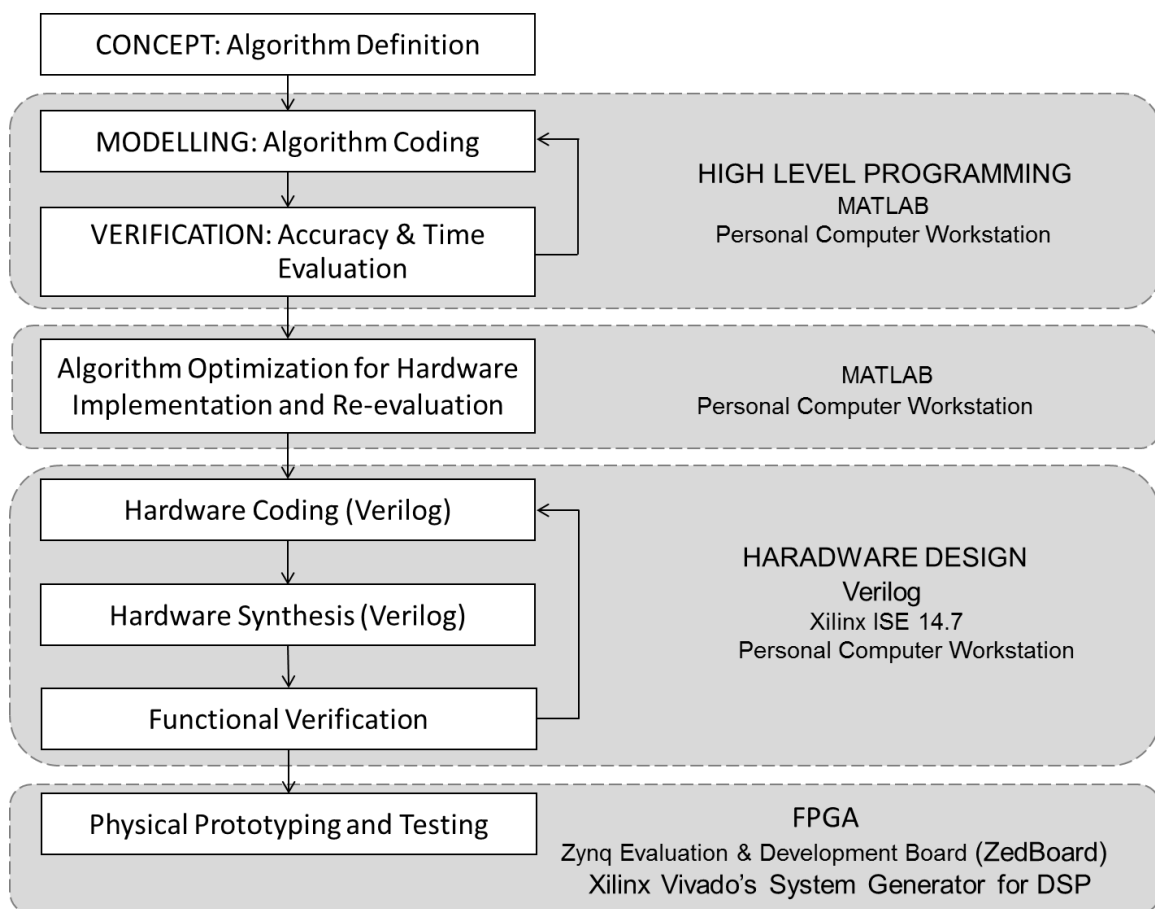 CONCEPT: Algorithm Definition
MODELLING: Algorithm Coding
VERIFICATION: Accuracy & Time
Evaluation
HIGH LEVEL PROGRAMMING
MATLAB
Personal Computer Workstation
Algorithm Optimization for Hardware
Implementation and Re-evaluation
MATLAB
Personal Computer Workstation
Hardware Coding (Verilog)
Hardware Synthesis (Verilog)
Functional Verification
HARADWARE DESIGN
Verilog
Xilinx ISE 14.7
Personal Computer Workstation
Physical Prototyping and Testing
FPGA
Zynq Evaluation & Development Board (ZedBoard)
Xilinx Vivado’s System Generator for DSP